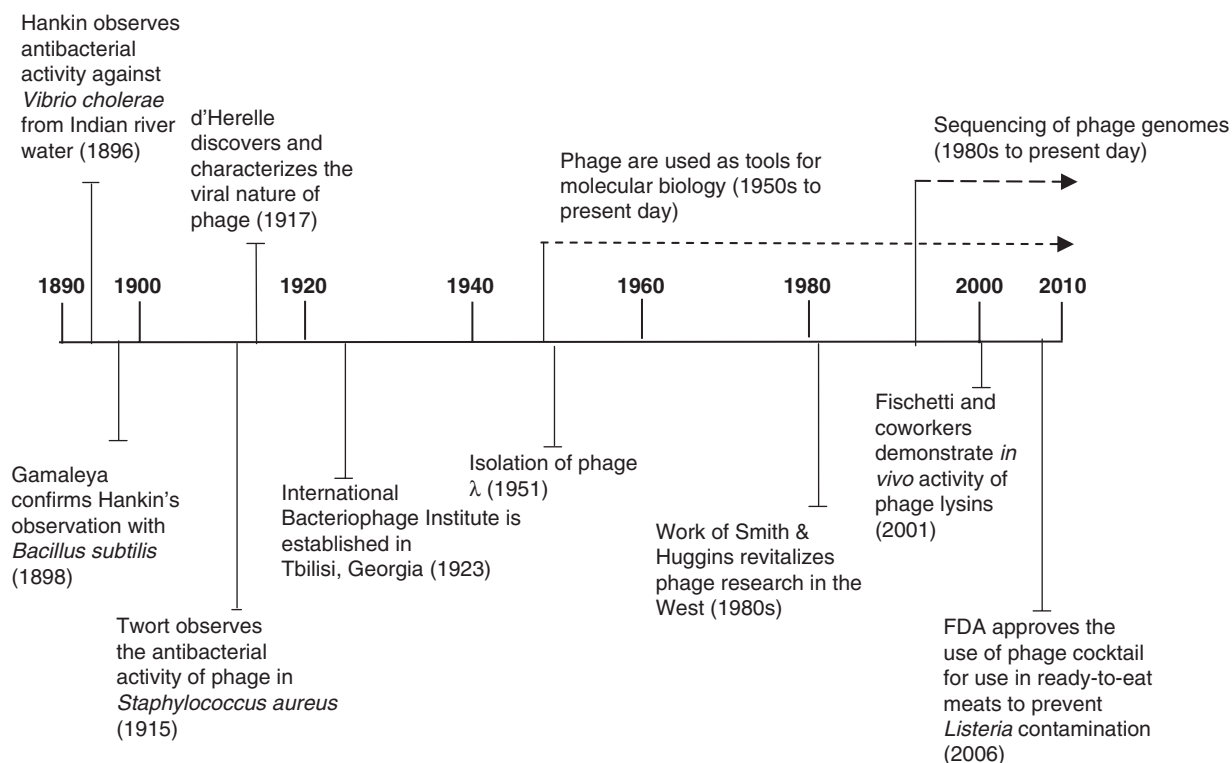 Hankin observes
antibacterial
activity against
Vibrio cholerae
from Indian river
water (1896)
d'Herelle
discovers and
characterizes the
viral nature of
phage (1917)
Phage are used as tools for
molecular biology (1950s to
present day)
Sequencing of phage genomes
(1980s to present day)
1890 1900 1920 1940 1960 1980 2000 2010
Gamaleya
confirms Hankin's
observation with
Bacillus subtilis
(1898)
Twort observes
the antibacterial
activity of phage in
Staphylococcus aureus
(1915)
International
Bacteriophage Institute is
established in
Tbilisi, Georgia (1923)
Isolation of phage
λ (1951)
Work of Smith &
Huggins revitalizes
phage research in the
West (1980s)
Fischetti and
coworkers
demonstrate in
vivo activity of
phage lysins
(2001)
FDA approves the
use of phage cocktail
for use in ready-to-eat
meats to prevent
Listeria contamination
(2006)